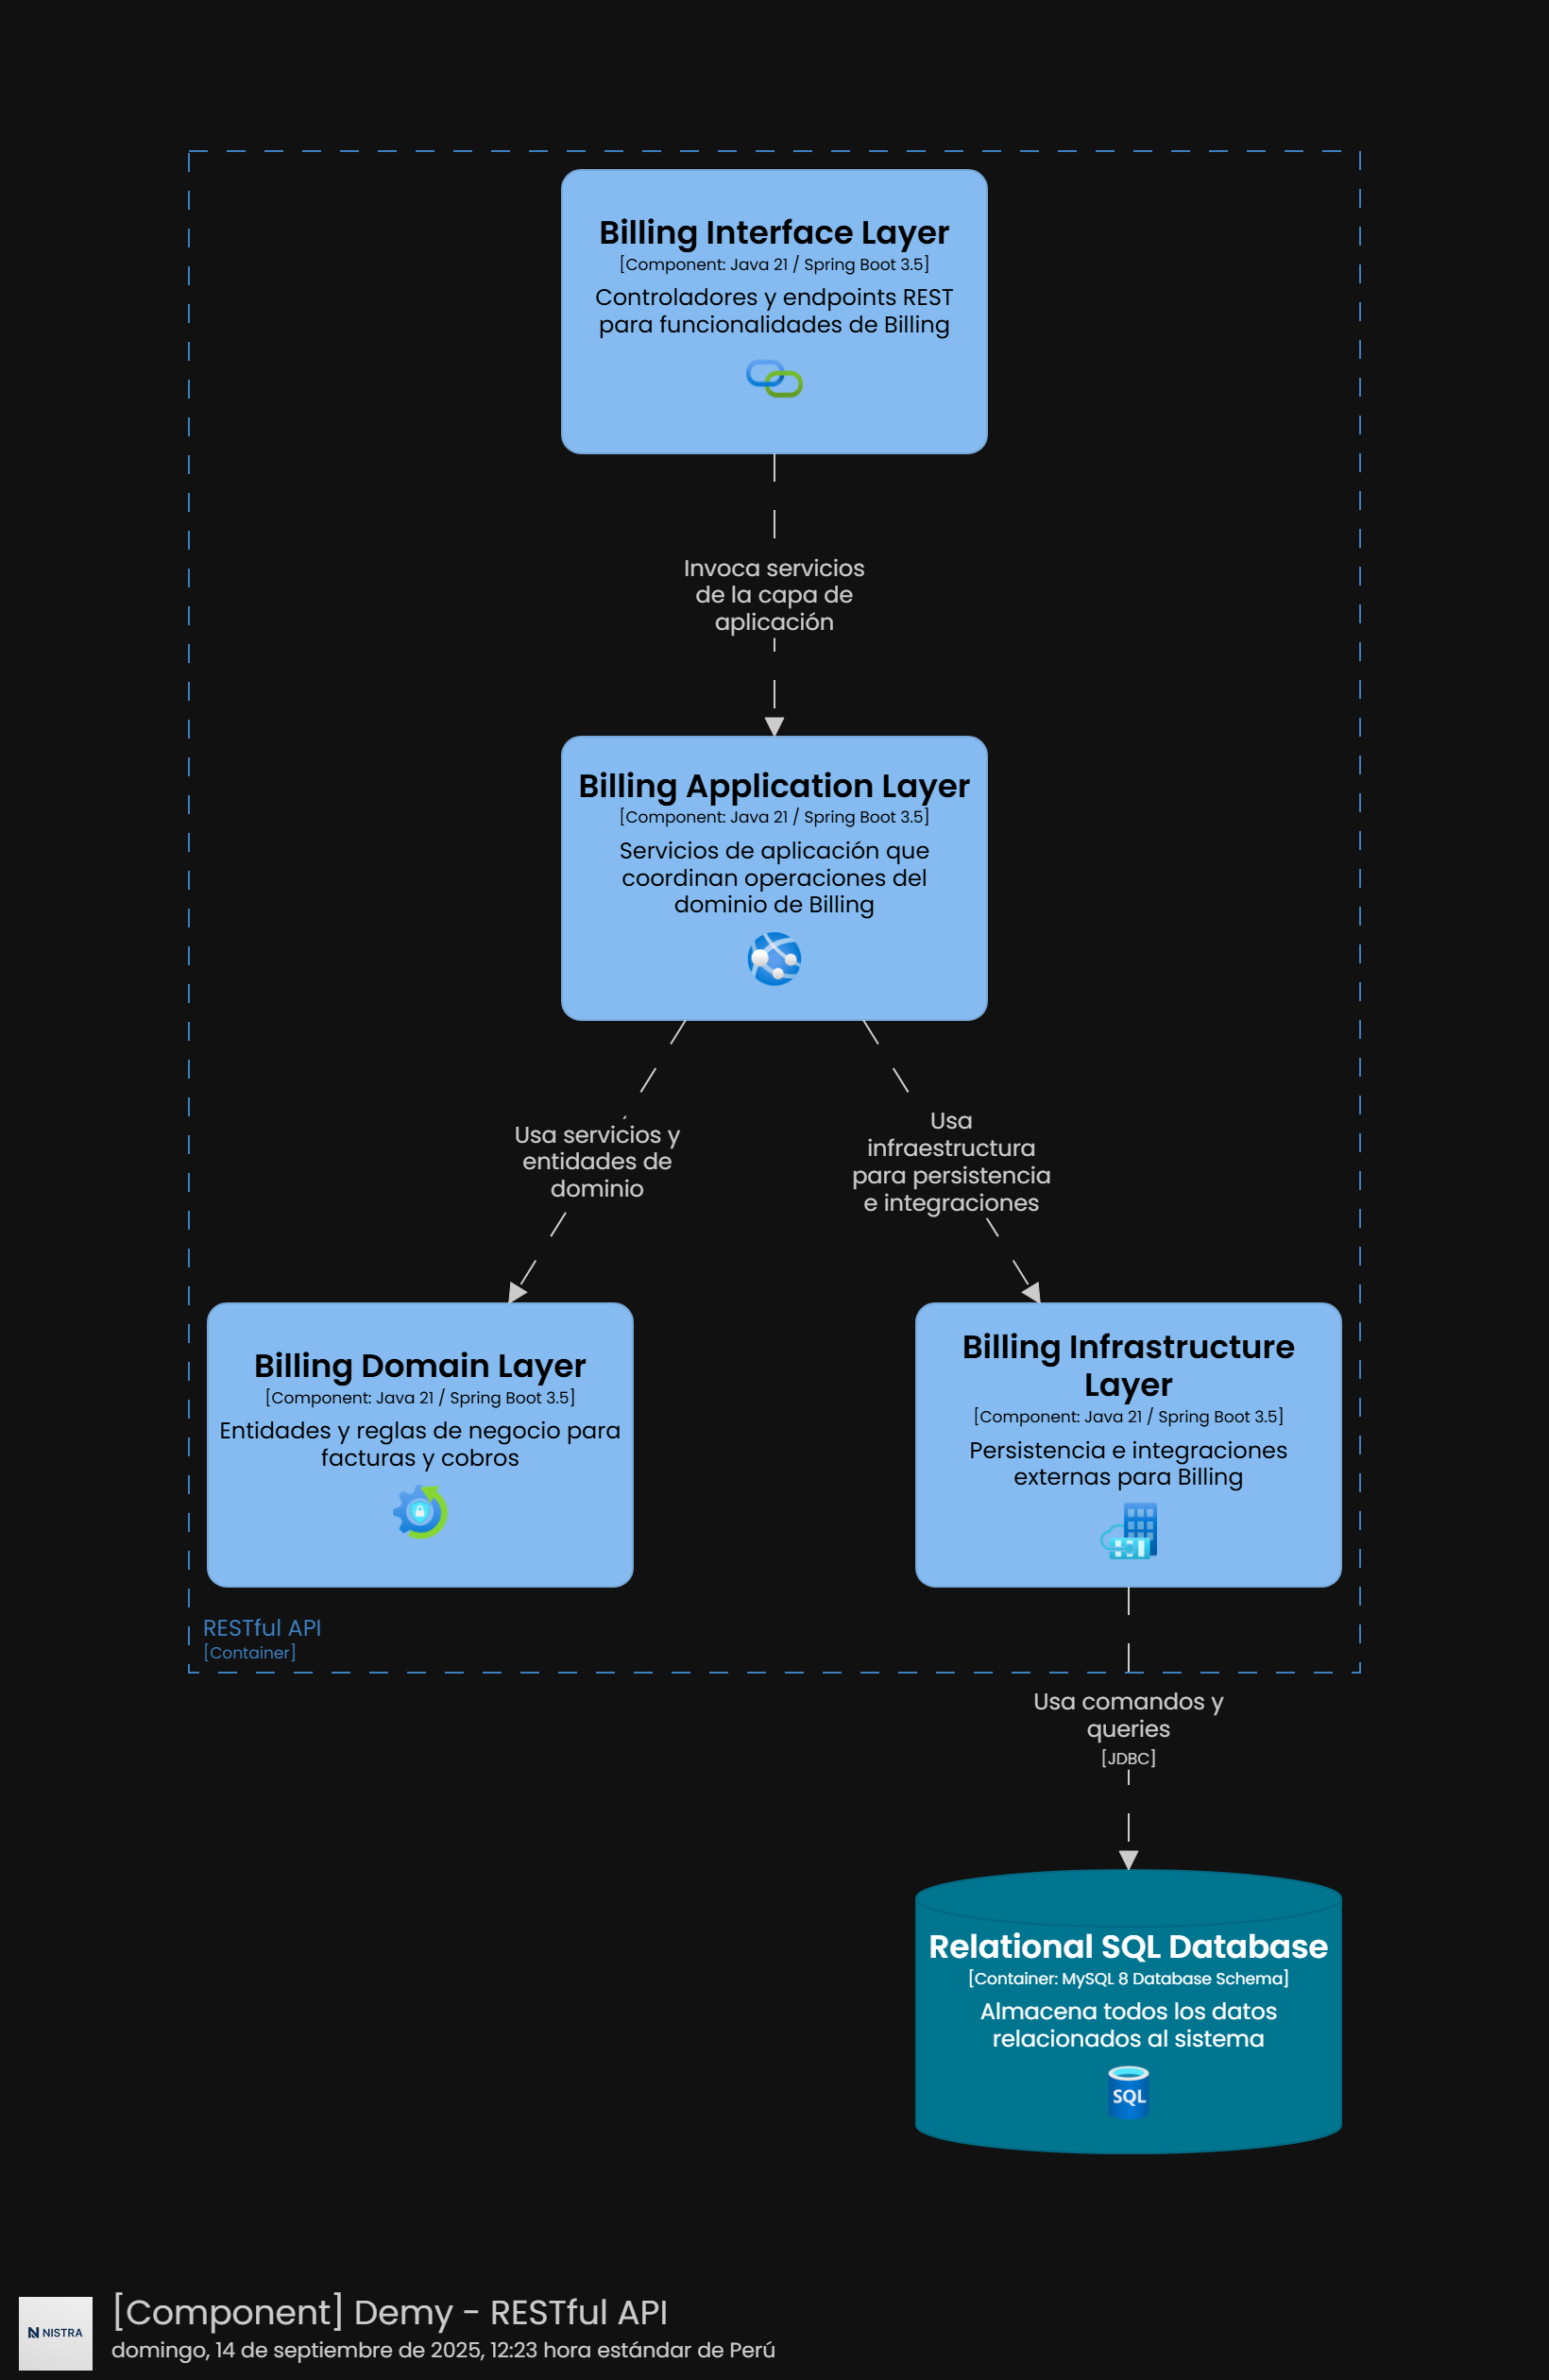 Billing Interface Layer
[Component: Java 21 / Spring Boot 3.5]
Controladores y endpoints REST
para funcionalidades de Billing
Invoca servicios
de la capa de
aplicación
Billing Application Layer
[Component: Java 21 / Spring Boot 3.5]
Servicios de aplicación que
coordinan operaciones del
dominio de Billing
Usa servicios y
entidades de
dominio
Usa
infraestructura
para persistencia
e integraciones
Billing Domain Layer
[Component: Java 21 / Spring Boot 3.5]
Entidades y reglas de negocio para
facturas y cobros
Billing Infrastructure
Layer
[Component: Java 21 / Spring Boot 3.5]
Persistencia e integraciones
externas para Billing
RESTful API
[Container]
Usa comandos y
queries
[JDBC]
Relational SQL Database
[Container: MySQL 8 Database Schema]
Almacena todos los datos
relacionados al sistema
SQL
NISTRA
[Component] Demy - RESTful API
domingo, 14 de septiembre de 2025, 12:23 hora estándar de Perú